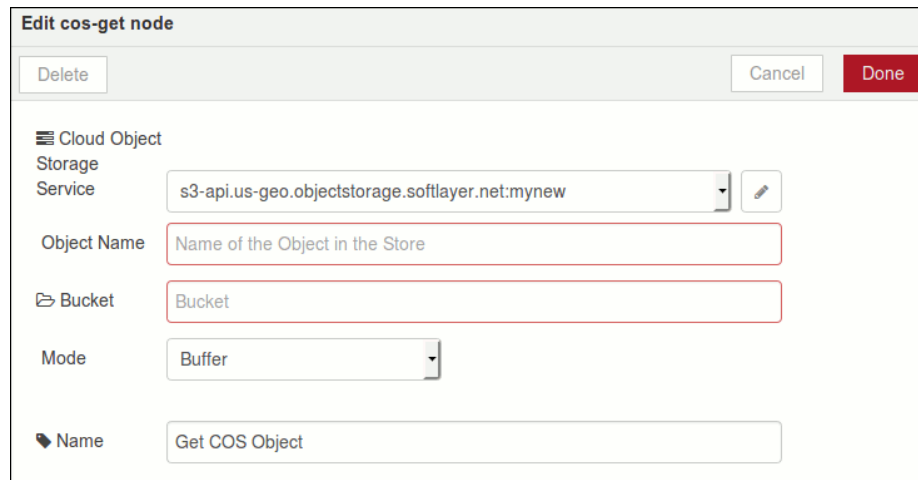 Edit cos-get node
Delete
Cancel
Done
Cloud Object
Storage
Service
s3-api.us-geo.objectstorage.softlayer.net:mynew
Object Name
Name of the Object in the Store
Bucket
Bucket
Mode
Buffer
Name
Get COS Object